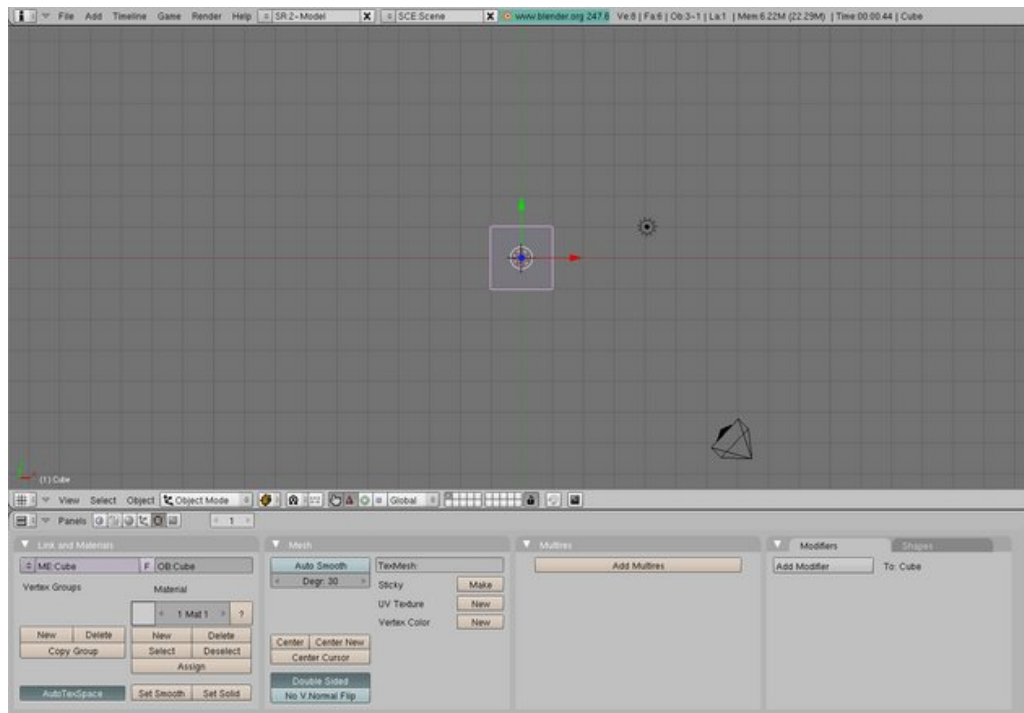 File Add Timeline Game Render Help SR:2-Model X SCE:Scene X www.blender.org 247.6 Ve:8 | Fa:6 | Ob:3-1 | La:1 | Mem:6.22M (22.29M) | Time:00:00.44 | Cube
(1) Cube
View Select Object Object Mode Global
Panels 1
Link and Materials Mesh Multires Modifiers Shapes
ME:Cube F OB:Cube Auto Smooth TexMesh: Add Multires Add Modifier To: Cube
Degr: 30 Sticky Make
Vertex Groups Material
1 Mat 1 ? UV Texture New
Vertex Color New
New Delete New Delete
Center Center New
Copy Group Select Deselect
Center Cursor
Assign
Double Sided
AutoTexSpace Set Smooth Set Solid No V.Normal Flip